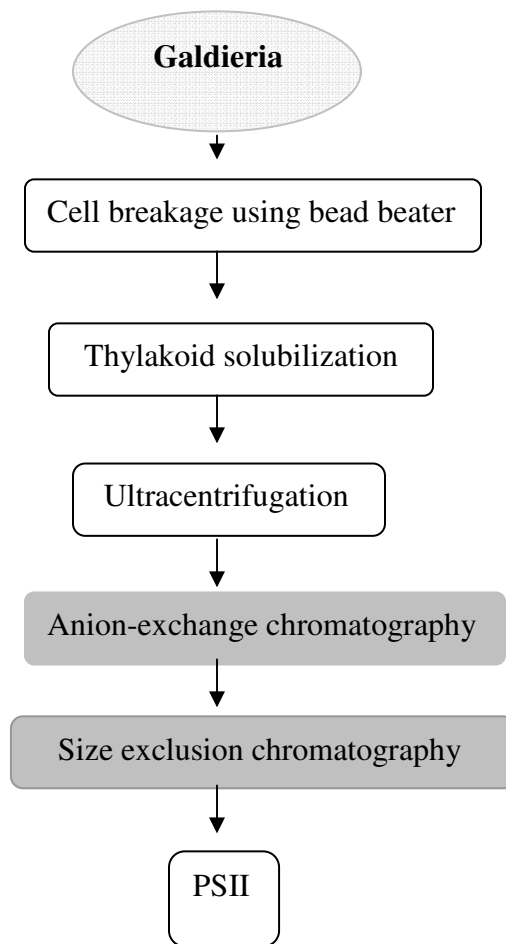 Galdieria
Cell breakage using bead beater
Thylakoid solubilization
Ultracentrifugation
Anion-exchange chromatography
Size exclusion chromatography
PSII